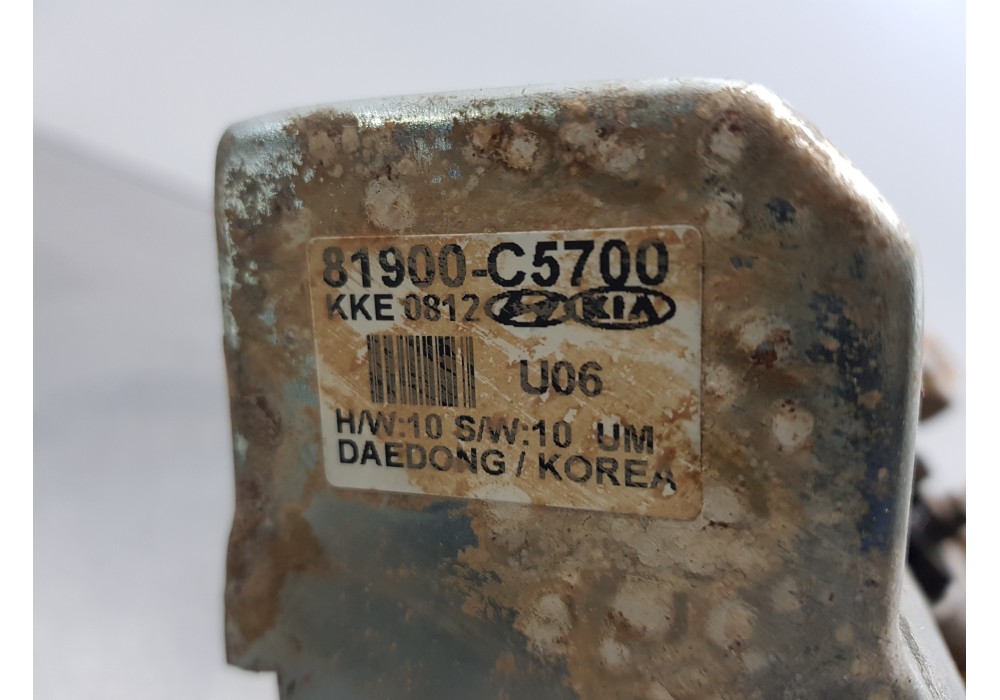 81900-C5700
KKE 0812 KIA
U06
H/W:10 S/W:10 UM
DAEDONG / KOREA